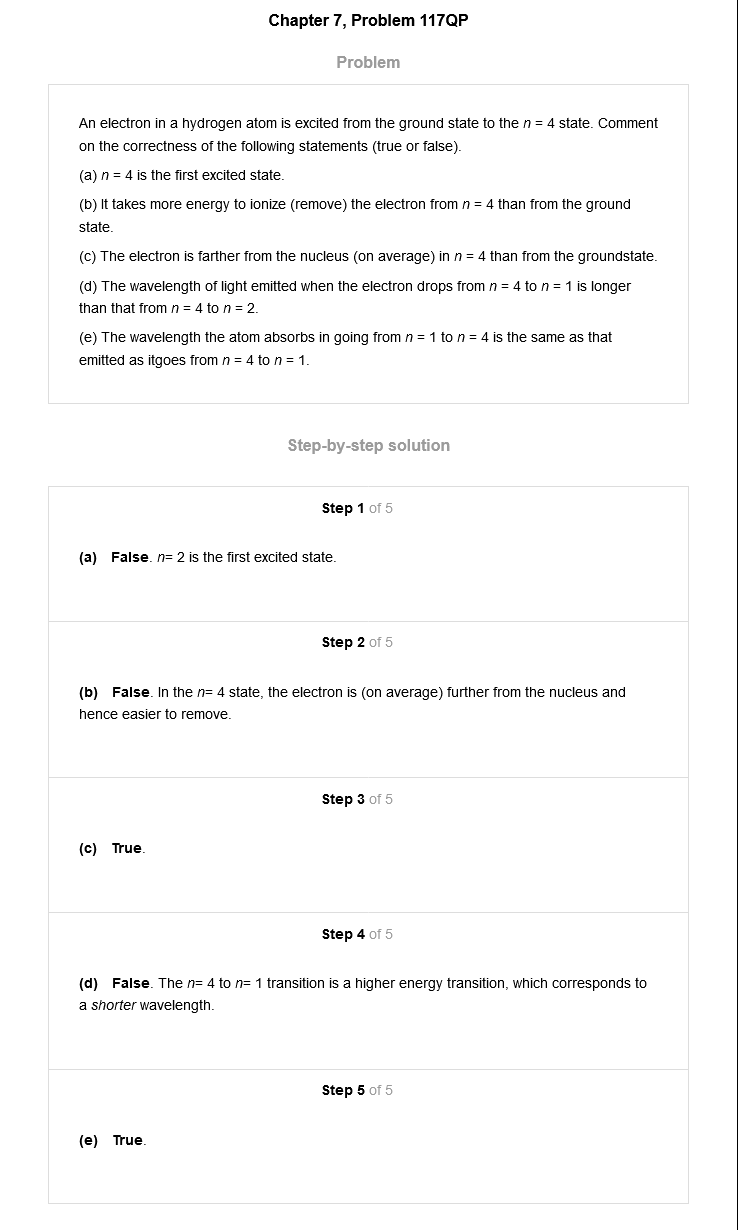 Chapter 7, Problem 117QP
Problem
An electron in a hydrogen atom is excited from the ground state to the n = 4 state. Comment
on the correctness of the following statements (true or false).
(a) n = 4 is the first excited state.
(b) It takes more energy to ionize (remove) the electron from n = 4 than from the ground
state.
(c) The electron is farther from the nucleus (on average) in n = 4 than from the groundstate.
(d) The wavelength of light emitted when the electron drops from n = 4 to n = 1 is longer
than that from n = 4 to n = 2.
(e) The wavelength the atom absorbs in going from n = 1 to n = 4 is the same as that
emitted as itgoes from n = 4 to n = 1.
Step-by-step solution
Step 1 of 5
(a) False. n= 2 is the first excited state.
Step 2 of 5
(b) False. In the n= 4 state, the electron is (on average) further from the nucleus and
hence easier to remove.
Step 3 of 5
(c) True.
Step 4 of 5
(d) False. The n= 4 to n= 1 transition is a higher energy transition, which corresponds to
a shorter wavelength.
Step 5 of 5
(e) True.